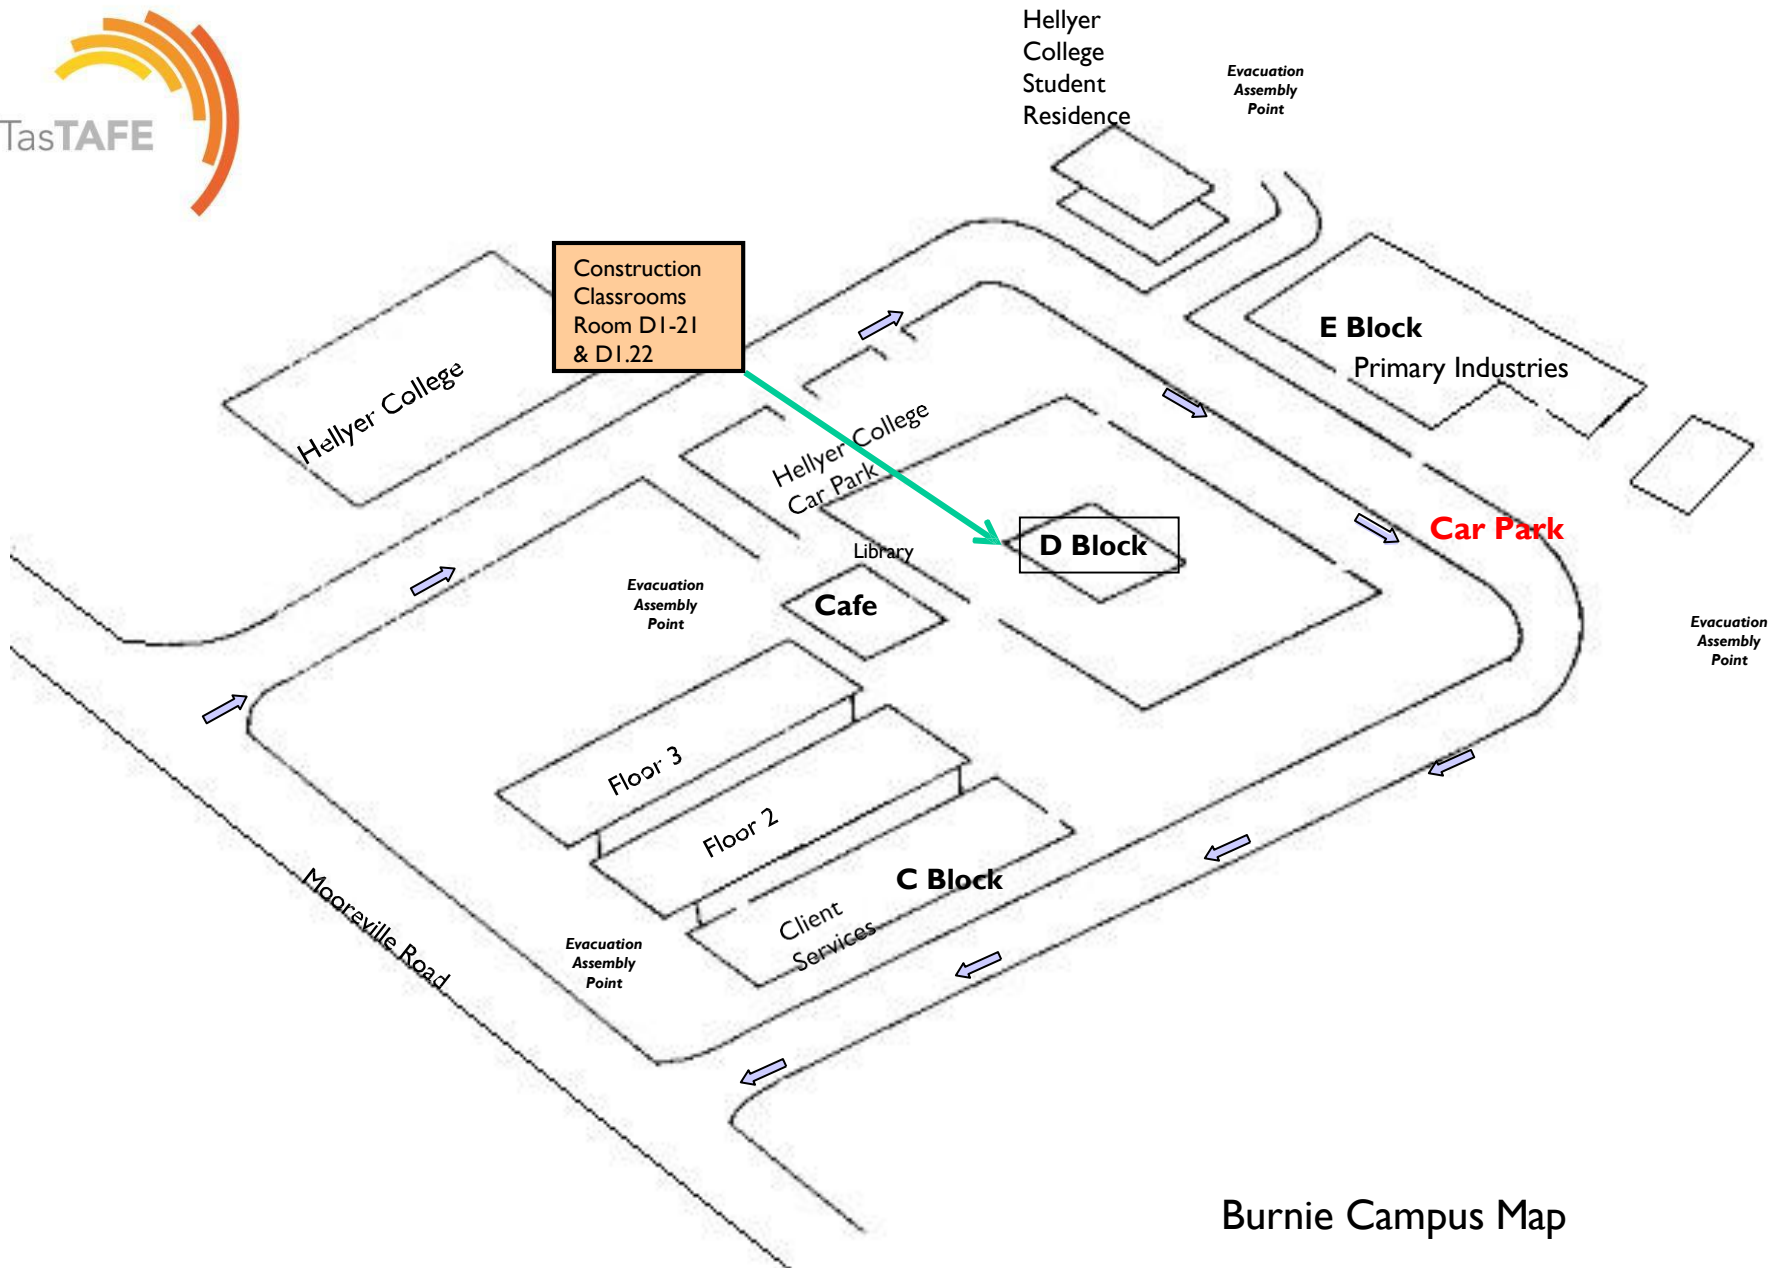 TasTAFE
Hellyer
College
Student
Residence
Evacuation
Assembly
Point
Construction
Classrooms
Room D1-21
& D1.22
Hellyer College
E Block
Primary Industries
Hellyer College
Car Park
Car Park
D Block
Library
Cafe
Evacuation
Assembly
Point
Evacuation
Assembly
Point
Floor 3
Floor 2
C Block
Client
Services
Mooreville Road
Evacuation
Assembly
Point
Burnie Campus Map